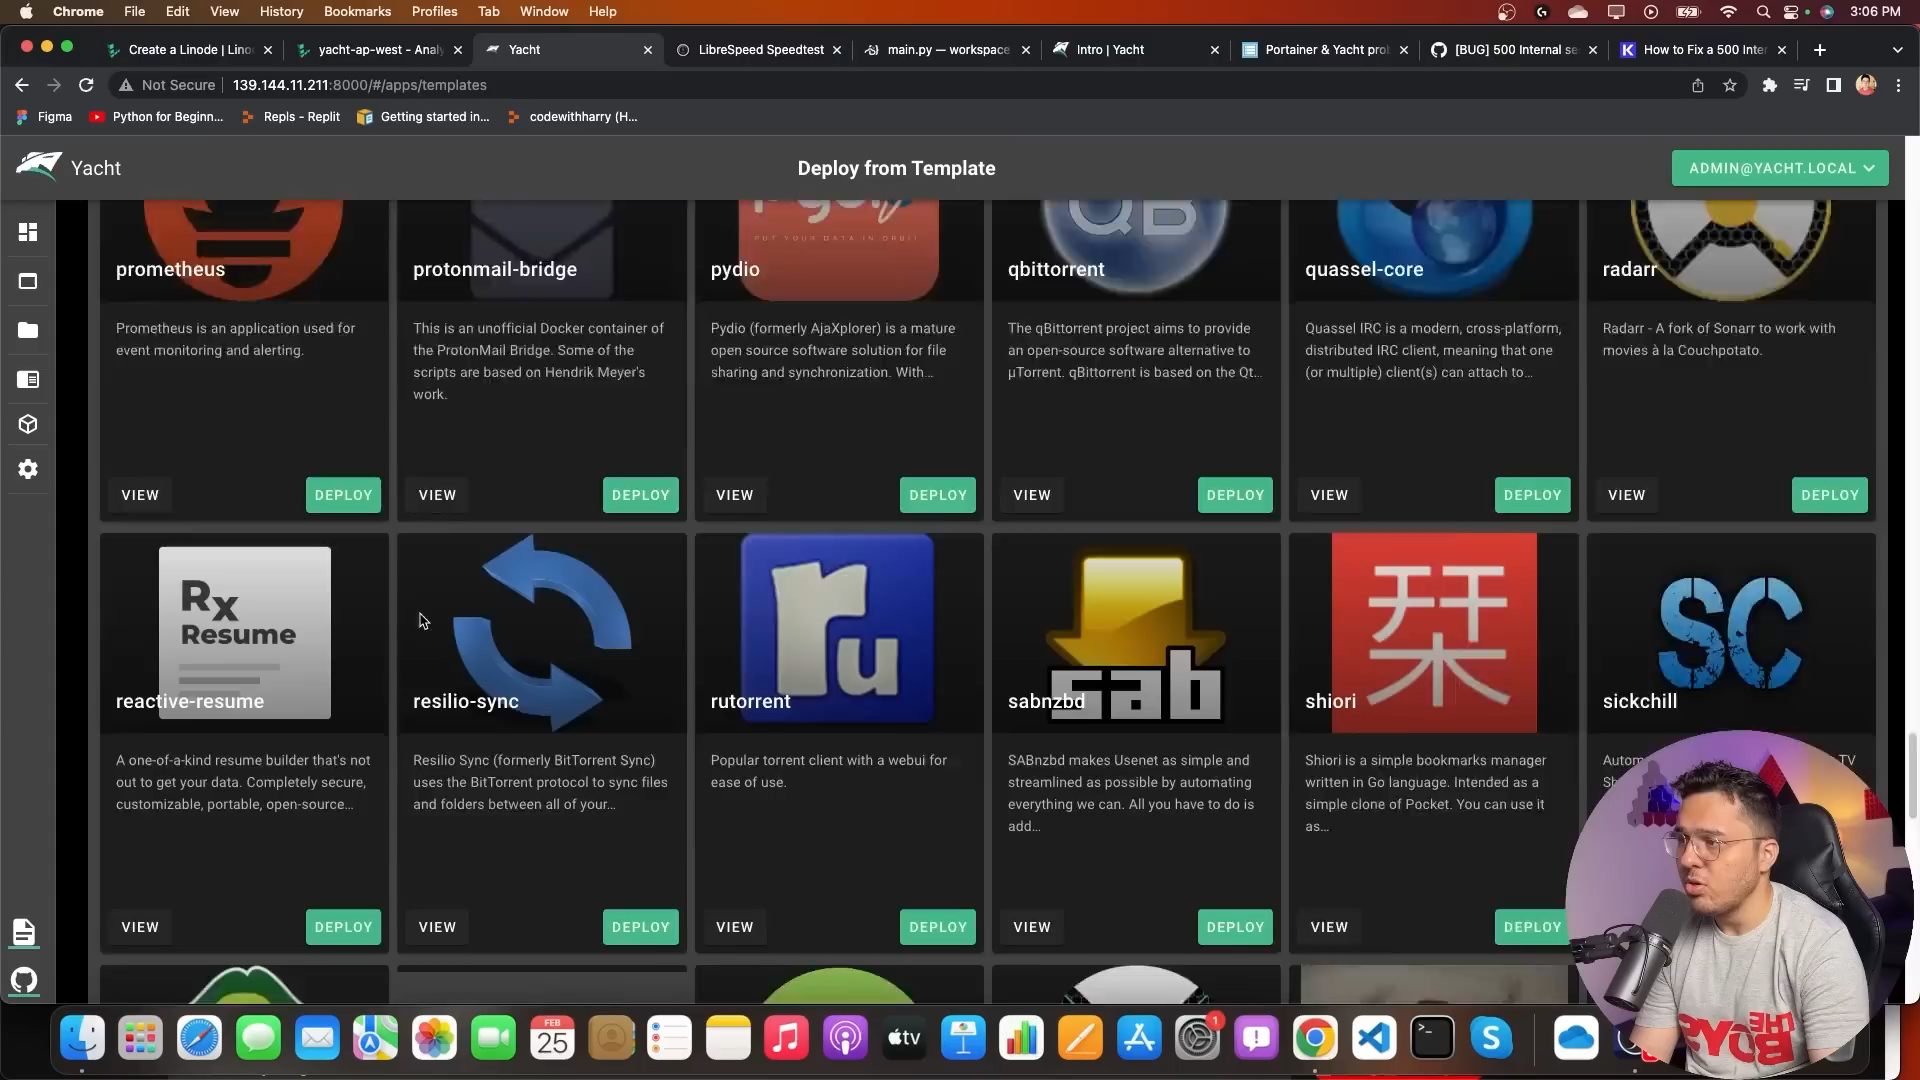 Chrome File Edit View History Bookmarks Profiles Tab Window Help 3:06 PM
Create a Linode | Lino
yacht-ap-west - Analy
Yacht
LibreSpeed Speedtest
main.py — workspace
Intro | Yacht
Portainer & Yacht pro
[BUG] 500 Internal se
How to Fix a 500 Inter
Not Secure 139.144.11.211:8000/#/apps/templates
Figma Python for Beginn... Repls - Replit Getting started in... codewithharry (H...
Yacht
Deploy from Template
ADMIN@YACHT.LOCAL
prometheus
Prometheus is an application used for
event monitoring and alerting.
VIEW DEPLOY
protonmail-bridge
This is an unofficial Docker container of
the ProtonMail Bridge. Some of the
scripts are based on Hendrik Meyer's
work.
VIEW DEPLOY
PUT YOUR DATA IN ORBIT
pydio
Pydio (formerly AjaXplorer) is a mature
open source software solution for file
sharing and synchronization. With...
VIEW DEPLOY
QB
qbittorrent
The qBittorrent project aims to provide
an open-source software alternative to
µTorrent. qBittorrent is based on the Qt...
VIEW DEPLOY
quassel-core
Quassel IRC is a modern, cross-platform,
distributed IRC client, meaning that one
(or multiple) client(s) can attach to...
VIEW DEPLOY
radarr
Radarr - A fork of Sonarr to work with
movies à la Couchpotato.
VIEW DEPLOY
Rx
Resume
reactive-resume
A one-of-a-kind resume builder that's not
out to get your data. Completely secure,
customizable, portable, open-source...
VIEW DEPLOY
resilio-sync
Resilio Sync (formerly BitTorrent Sync)
uses the BitTorrent protocol to sync files
and folders between all of your...
VIEW DEPLOY
ru
rutorrent
Popular torrent client with a webui for
ease of use.
VIEW DEPLOY
sab
sabnzbd
SABnzbd makes Usenet as simple and
streamlined as possible by automating
everything we can. All you have to do is
add...
VIEW DEPLOY
栞
shiori
Shiori is a simple bookmarks manager
written in Go language. Intended as a
simple clone of Pocket. You can use it
as...
VIEW DEPLOY
SC
sickchill
TV
FEB
25
tv
1
THE
BOYS